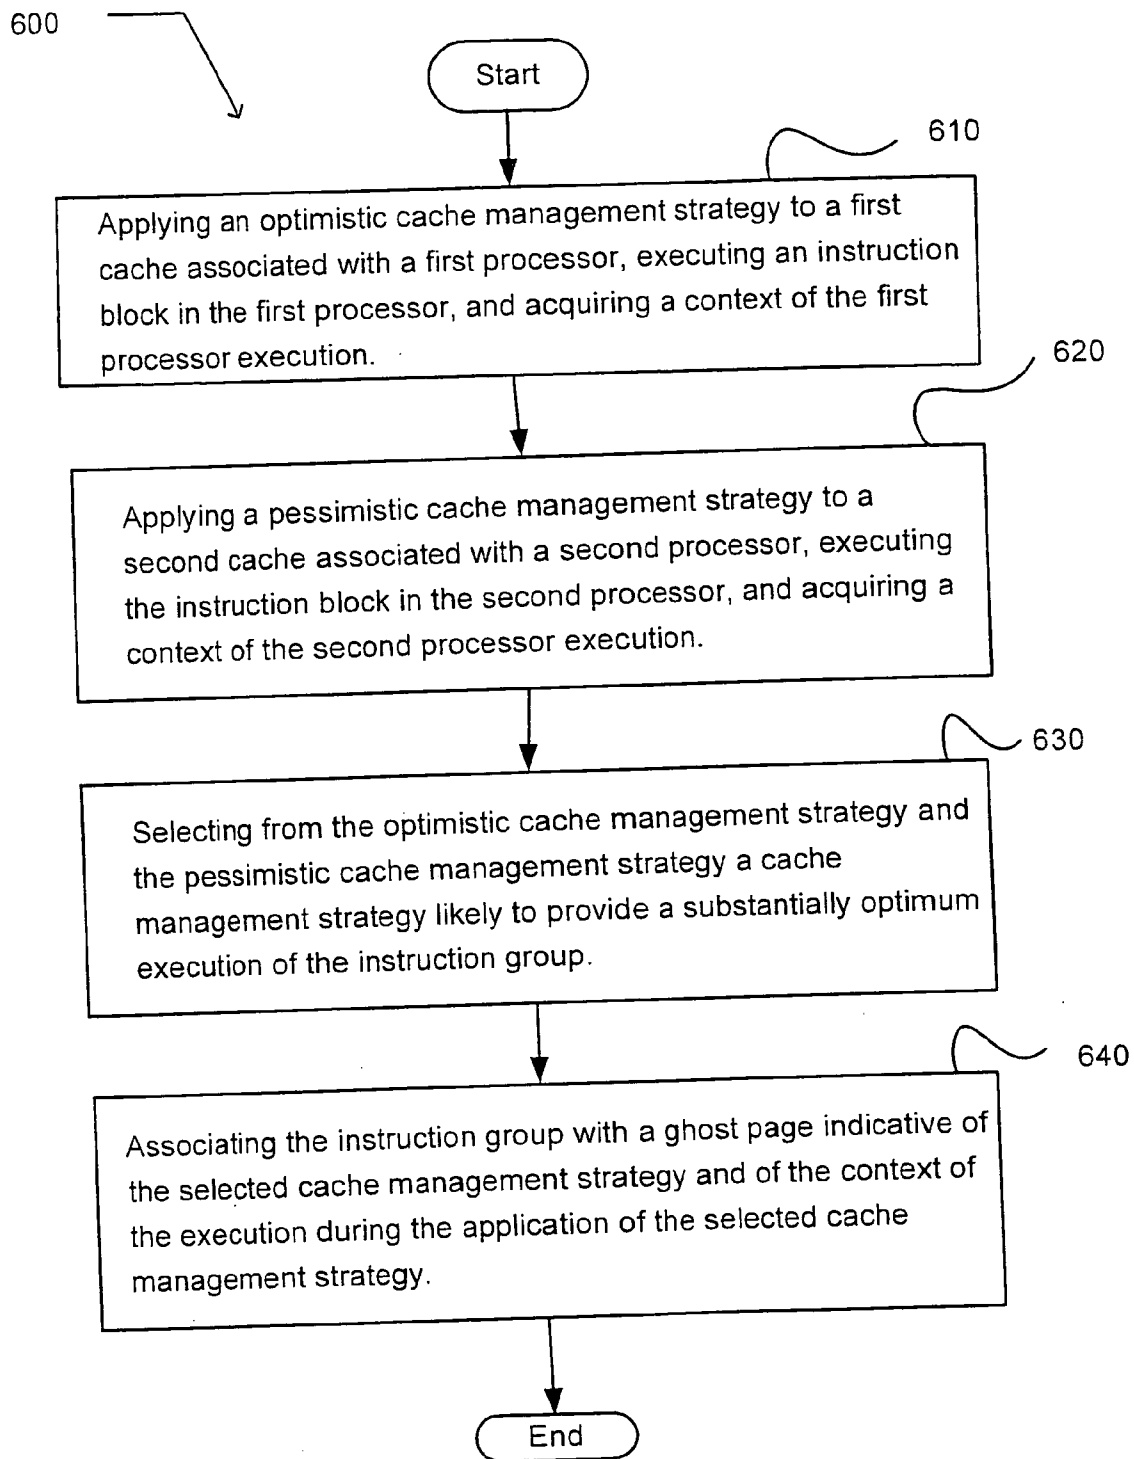 600
Start
610
Applying an optimistic cache management strategy to a first
cache associated with a first processor, executing an instruction
block in the first processor, and acquiring a context of the first
processor execution.
620
Applying a pessimistic cache management strategy to a
second cache associated with a second processor, executing
the instruction block in the second processor, and acquiring a
context of the second processor execution.
630
Selecting from the optimistic cache management strategy and
the pessimistic cache management strategy a cache
management strategy likely to provide a substantially optimum
execution of the instruction group.
640
Associating the instruction group with a ghost page indicative of
the selected cache management strategy and of the context of
the execution during the application of the selected cache
management strategy.
End